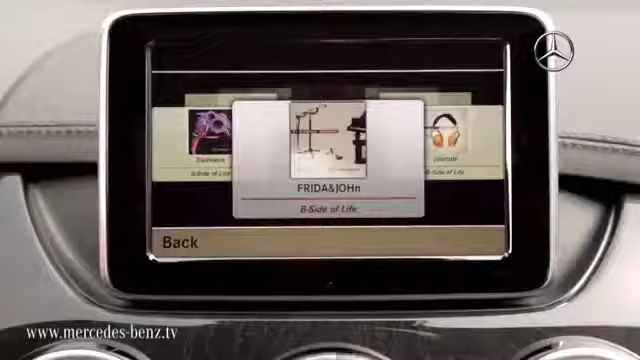 FRIDA&JOHn
B-Side of Life
B-Side of Life
B-Side of Life
Back
www.mercedes-benz.tv